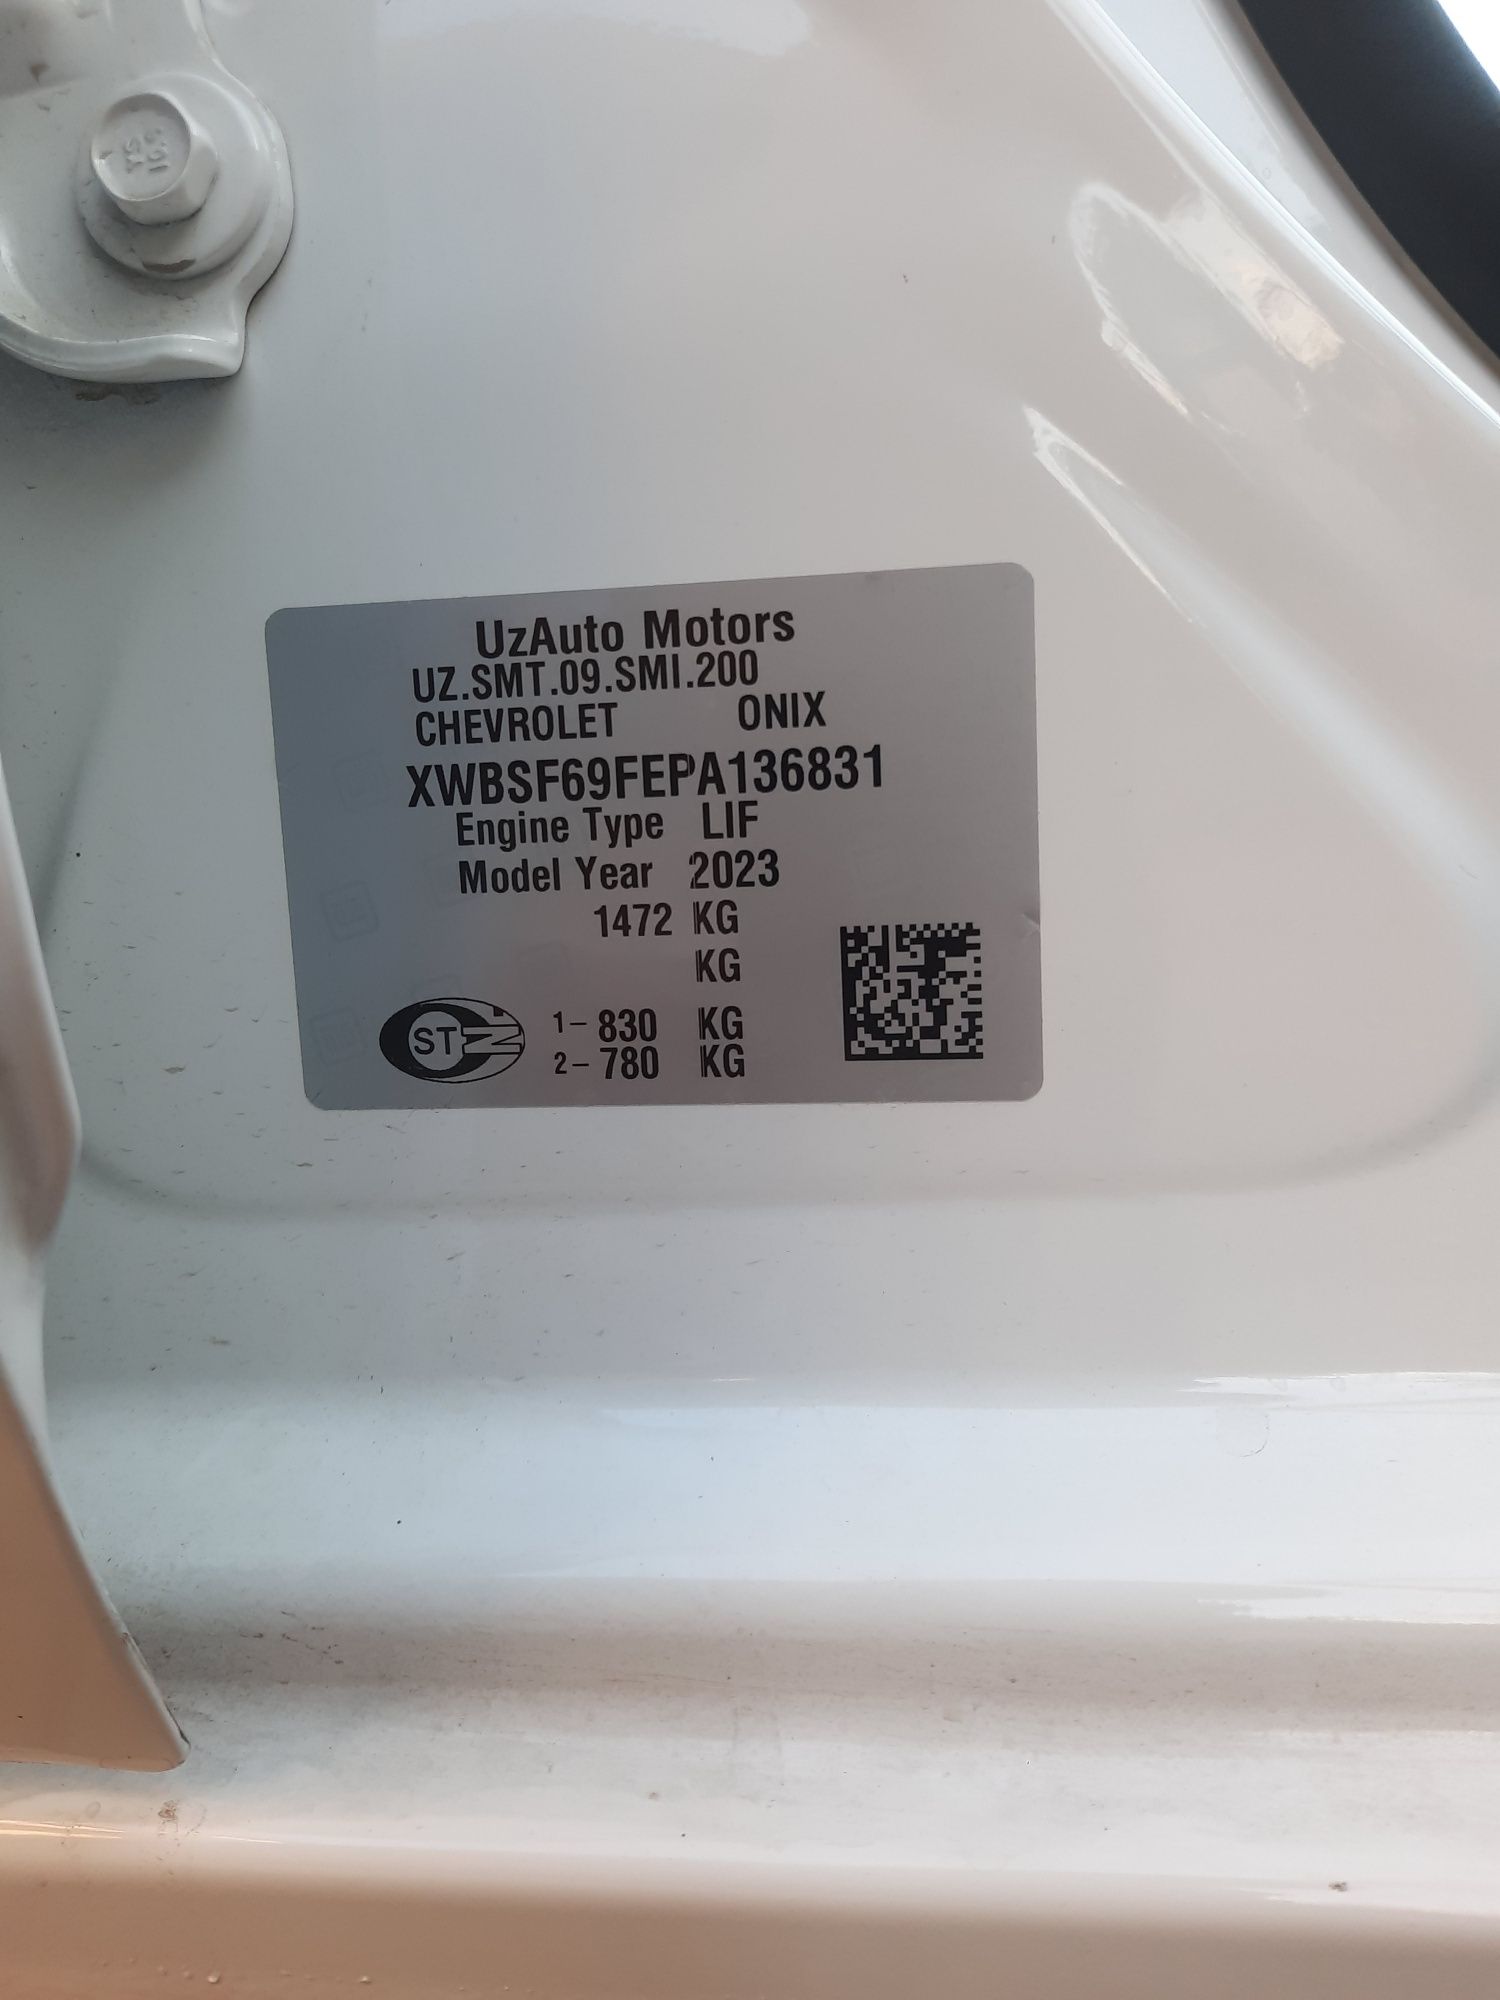 UzAuto Motors
UZ.SMT.09.SMI.200
CHEVROLET ONIX
XWBSF69FEPA136831
Engine Type LIF
Model Year 2023
1472 KG
KG
1- 830 KG
2- 780 KG
ST